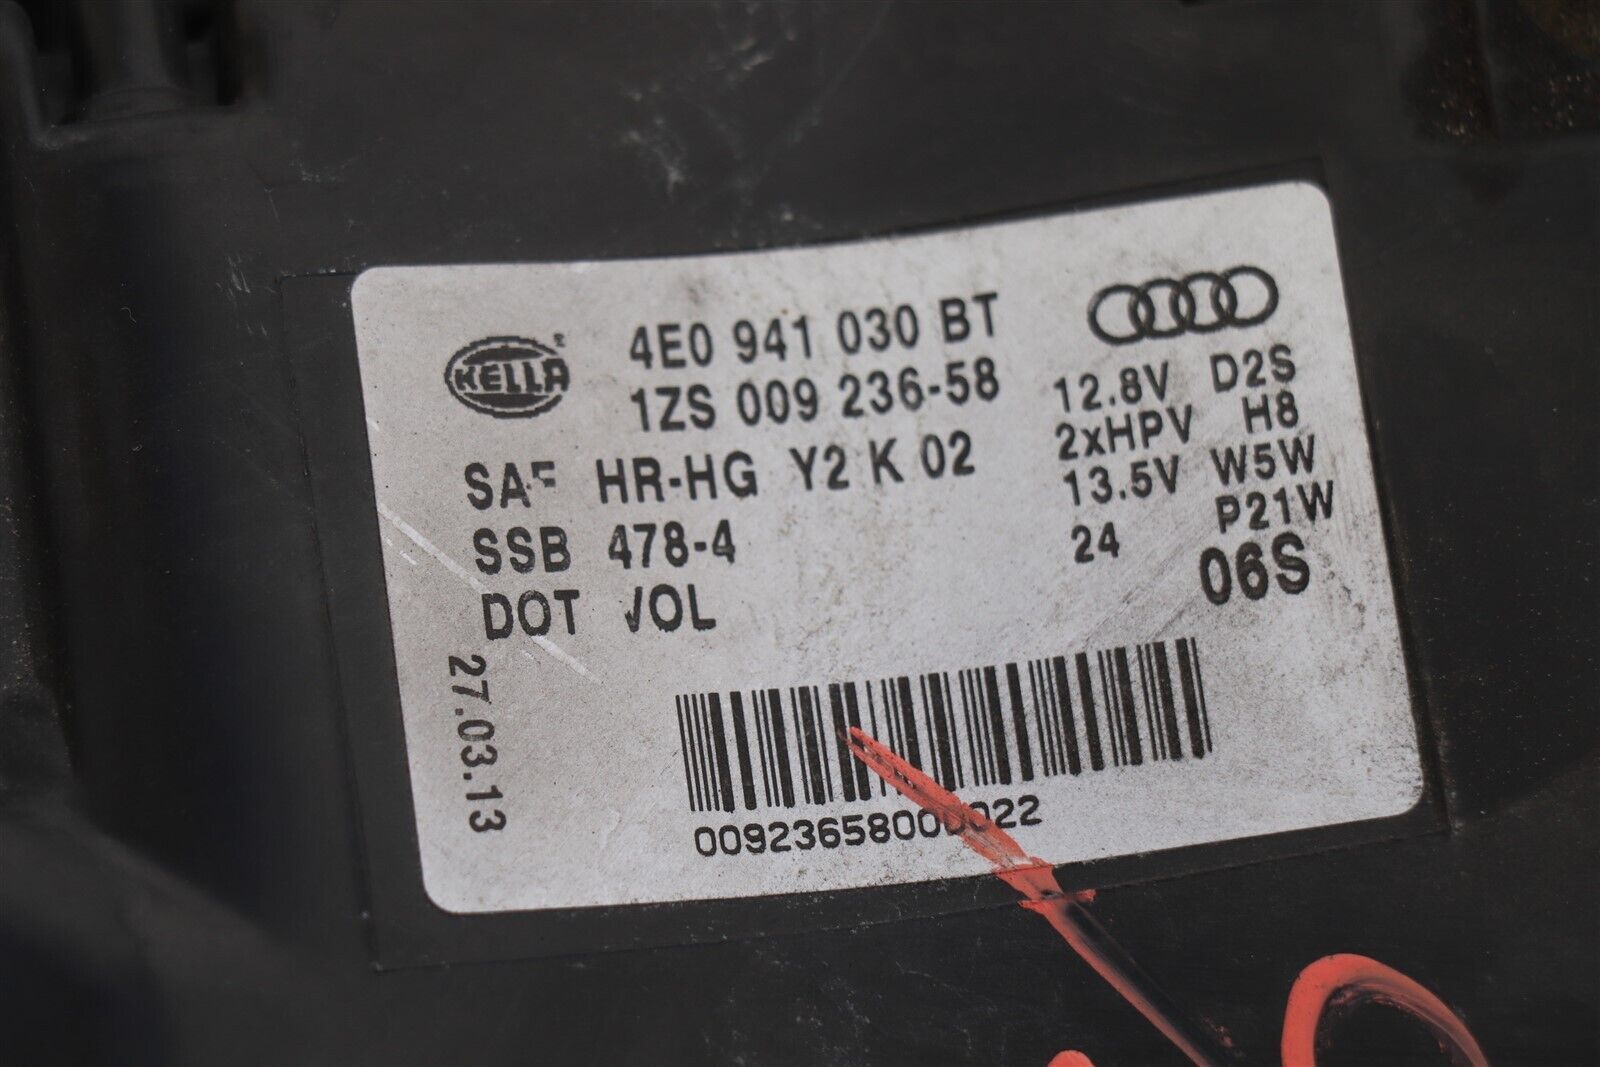 HELLA
4E0 941 030 BT
1ZS 009 236-58
SAE HR-HG Y2 K 02
SSB 478-4
DOT VOL
12.8V D2S
2xHPV H8
13.5V W5W
24 P21W
06S
27.03.13